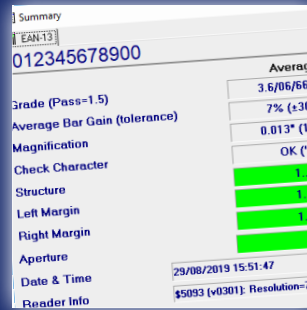 Summary
EAN-13
012345678900
Grade (Pass=1.5) 3.6/06/66
Average Bar Gain (tolerance) 7%
Magnification 0.013"
Check Character OK
Structure
Left Margin
Right Margin
Aperture
Date & Time 29/08/2019 15:51:47
Reader Info $5093 (v0301): Resolution=